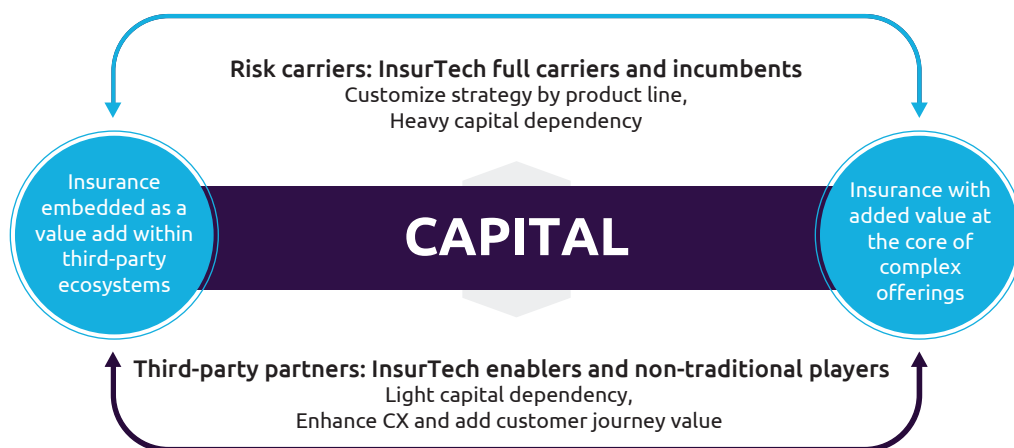 Risk carriers: InsurTech full carriers and incumbents
Customize strategy by product line,
Heavy capital dependency
Insurance
embedded as a
value add within
third-party
ecosystems
CAPITAL
Insurance with
added value at
the core of
complex
offerings
Third-party partners: InsurTech enablers and non-traditional players
Light capital dependency,
Enhance CX and add customer journey value